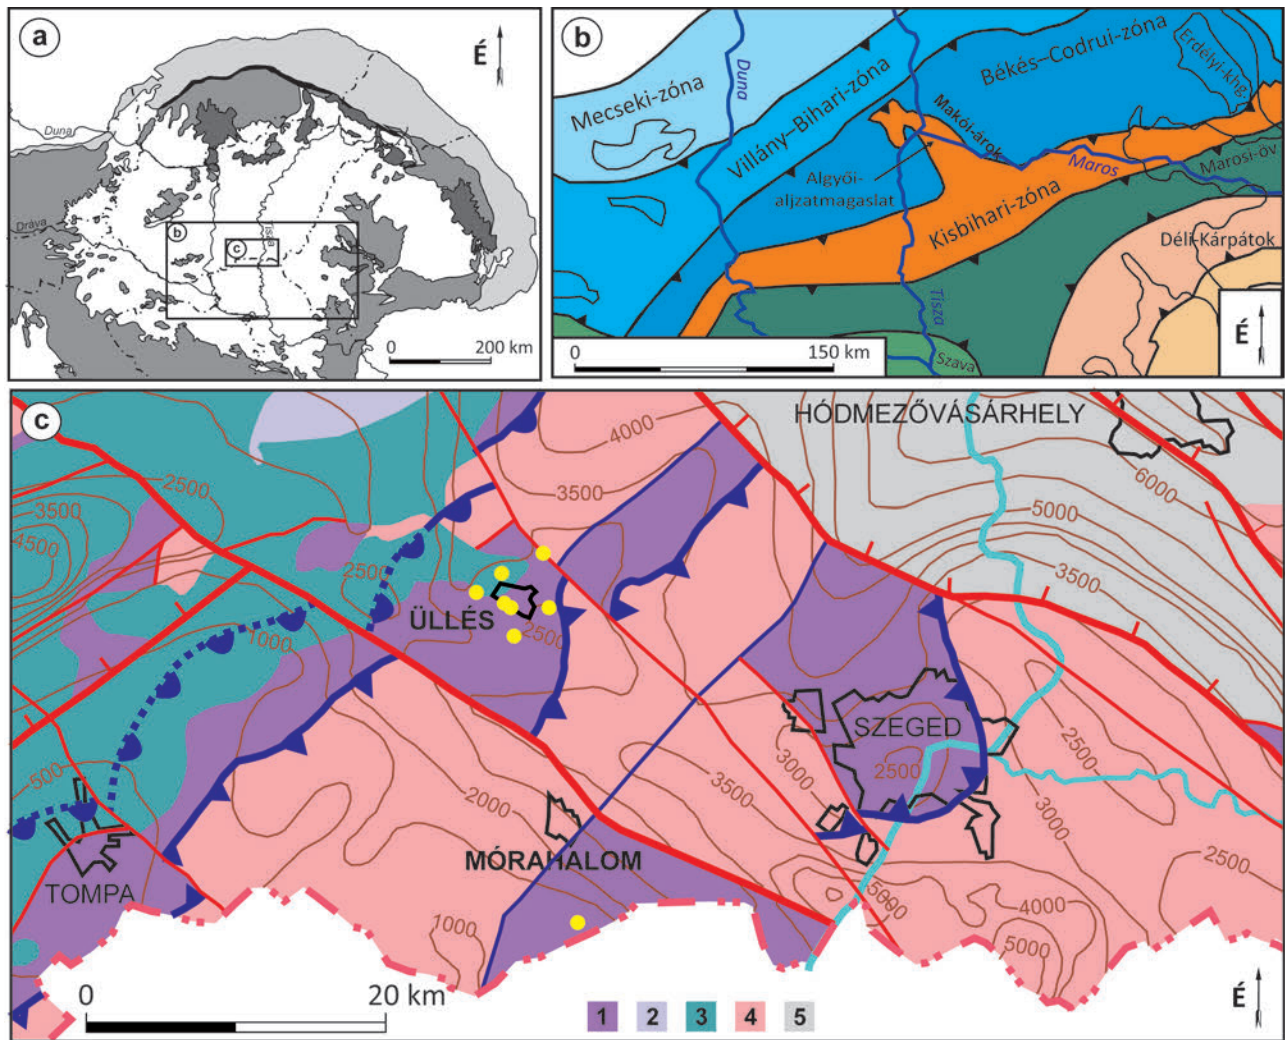 a
É
Duna
Dráva
Tisza
b
c
0
200 km
b
Mecseki-zóna
Duna
Villány–Bihari-zóna
Békés–Codrui-zóna
Erdélyi-khg.
Makói-árok
Algyői-
aljzatmagaslat
Maros
Marosi-öv
Kisbihari-zóna
Déli-Kárpátok
Tisza
Szava
É
0
150 km
c
HÓDMEZŐVÁSÁRHELY
4000
3500
2500
3500
4500
6000
5000
3500
2500
ÜLLÉS
2500
1000
SZEGED
2500
2500
500
3000
3500
2000
3000
2500
MÓRAHALOM
TOMPA
1000
5000
4000
5000
0
20 km
1
2
3
4
5
É